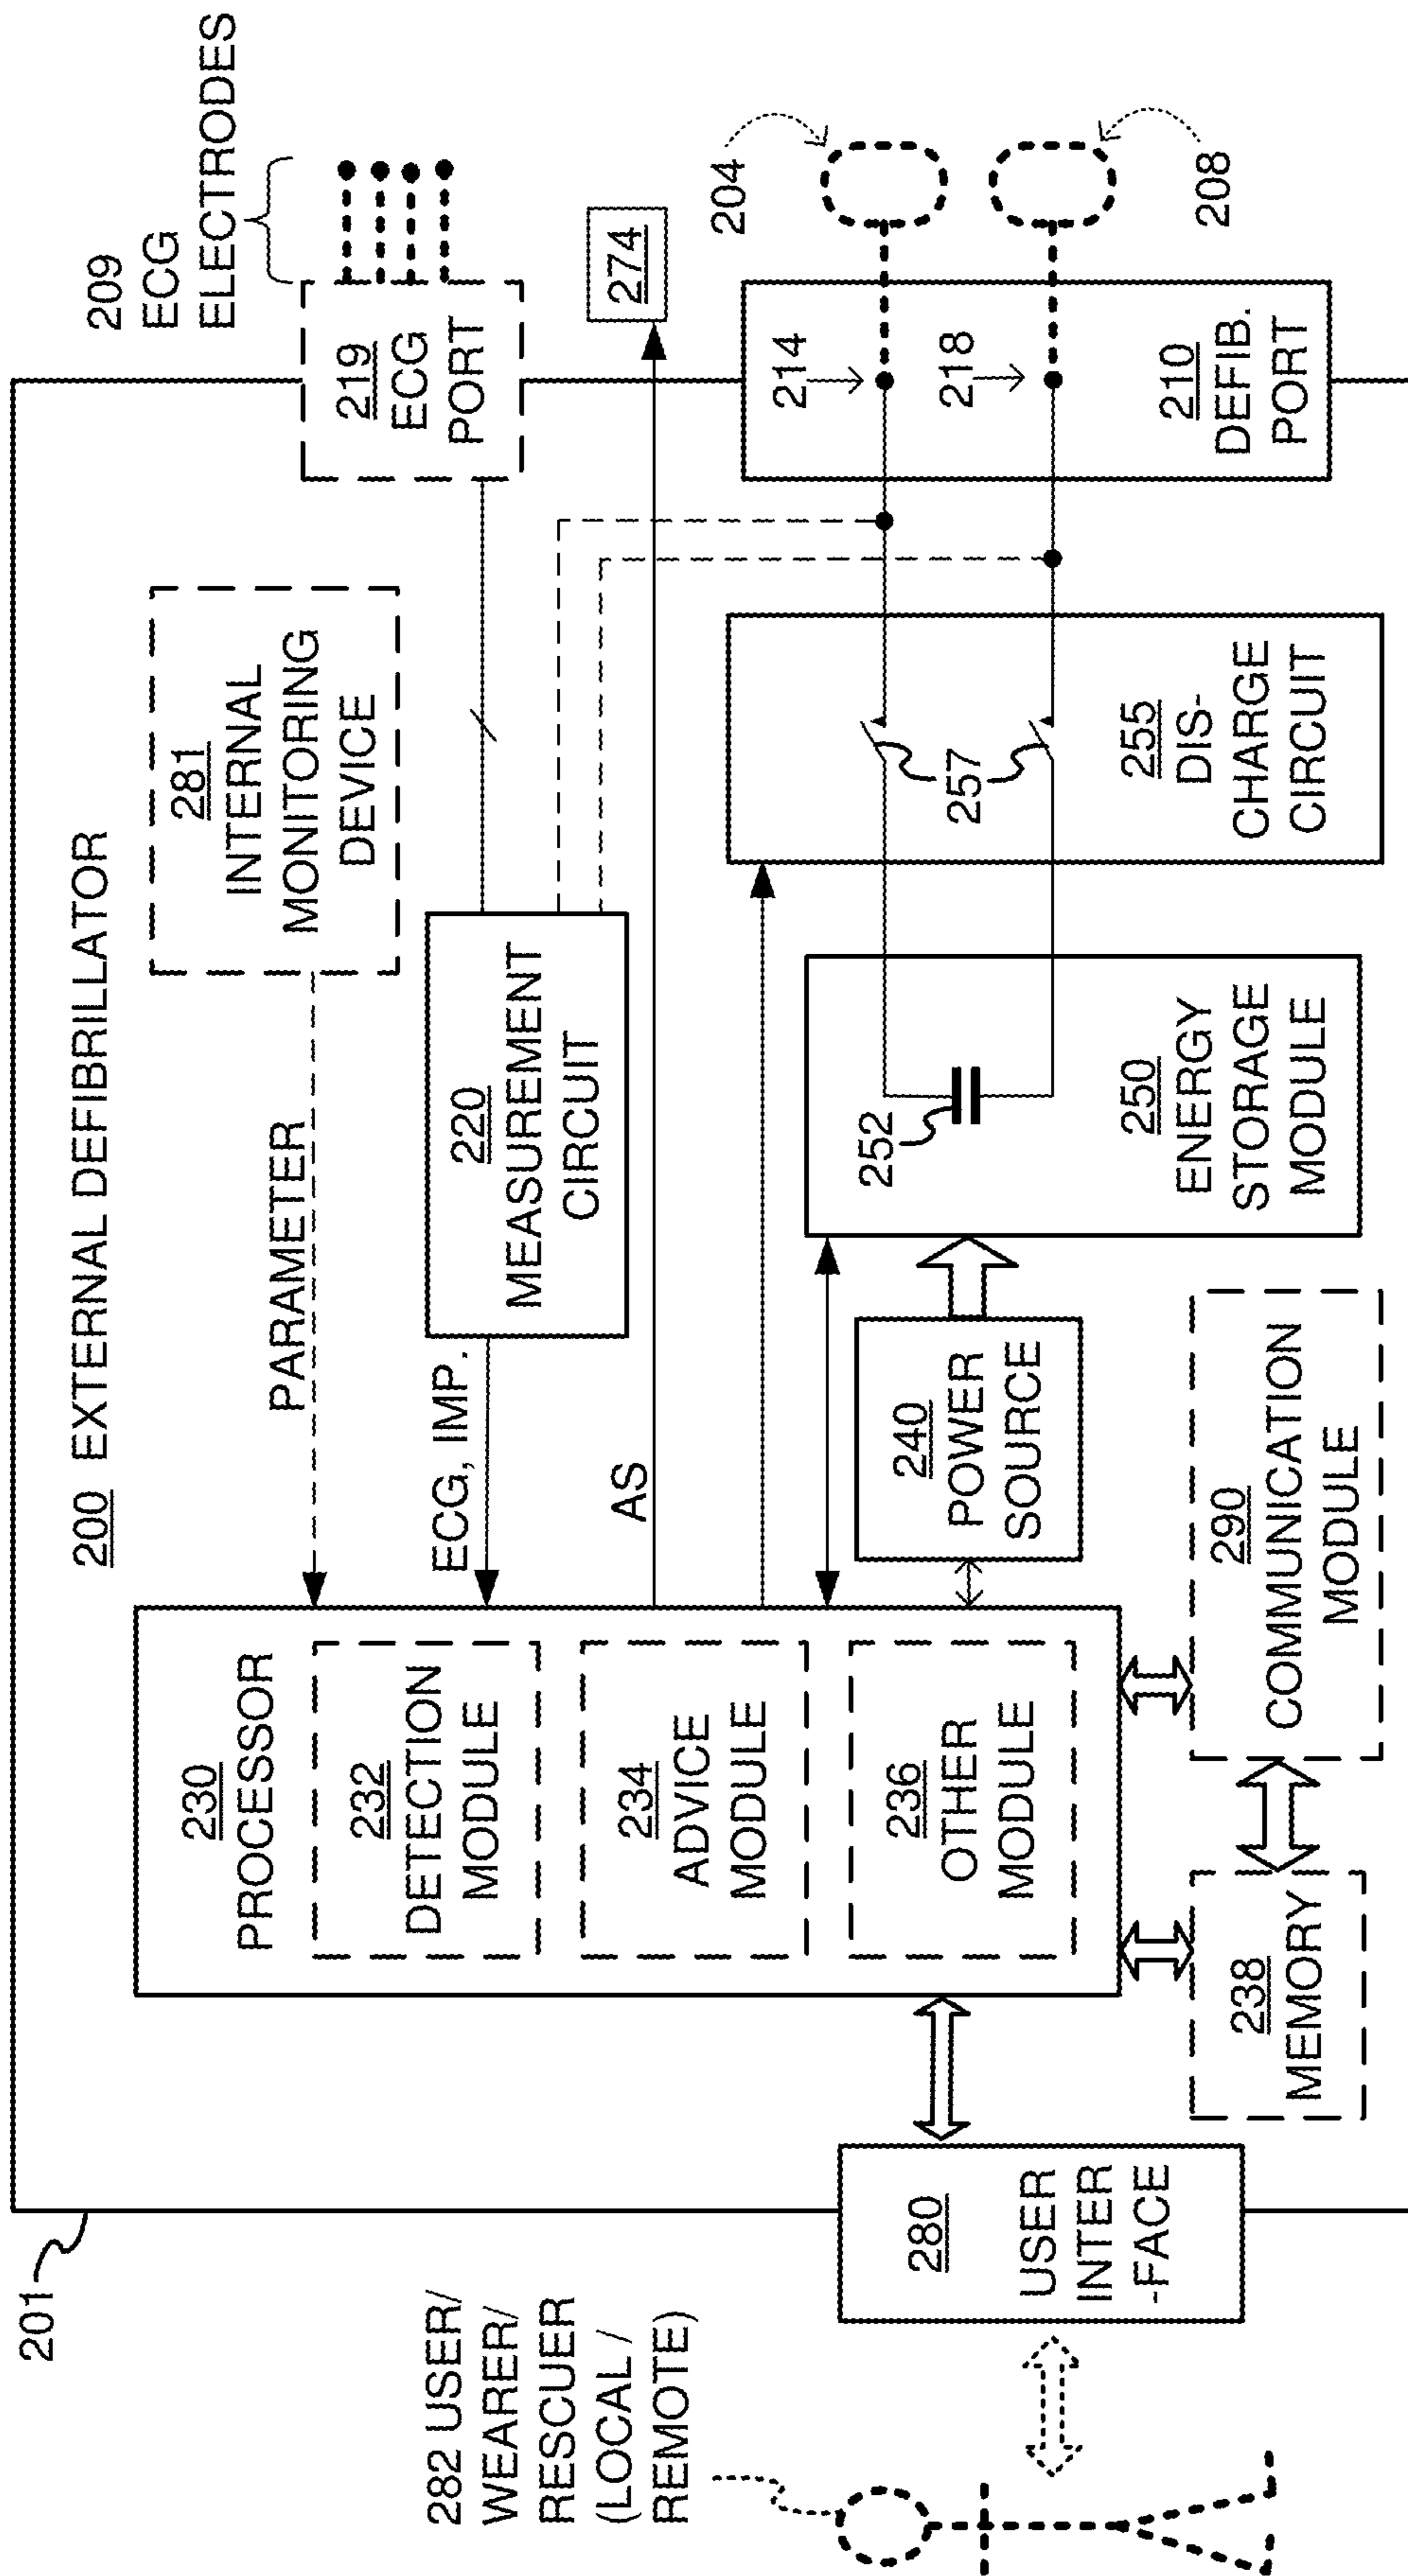 201
200 EXTERNAL DEFIBRILLATOR
209
ECG
ELECTRODES
219
ECG
PORT
281
INTERNAL
MONITORING
DEVICE
PARAMETER
230
PROCESSOR
232
DETECTION
MODULE
234
ADVICE
MODULE
236
OTHER
MODULE
ECG, IMP.
220
MEASUREMENT
CIRCUIT
AS
274
282 USER/
WEARER/
RESCUER
(LOCAL /
REMOTE)
280
USER
INTER
-FACE
238
MEMORY
290
COMMUNICATION
MODULE
240
POWER
SOURCE
252
250
ENERGY
STORAGE
MODULE
257
255
DIS-
CHARGE
CIRCUIT
214
218
210
DEFIB.
PORT
204
208